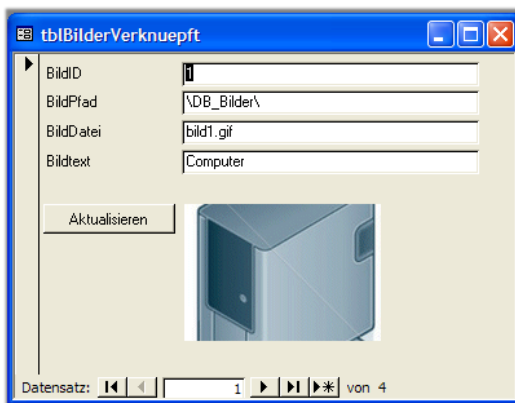 tblBilderVerknuepft
BildID 1
BildPfad \DB_Bilder\
BildDatei bild1.gif
Bildtext Computer
Aktualisieren
Datensatz: 1 von 4